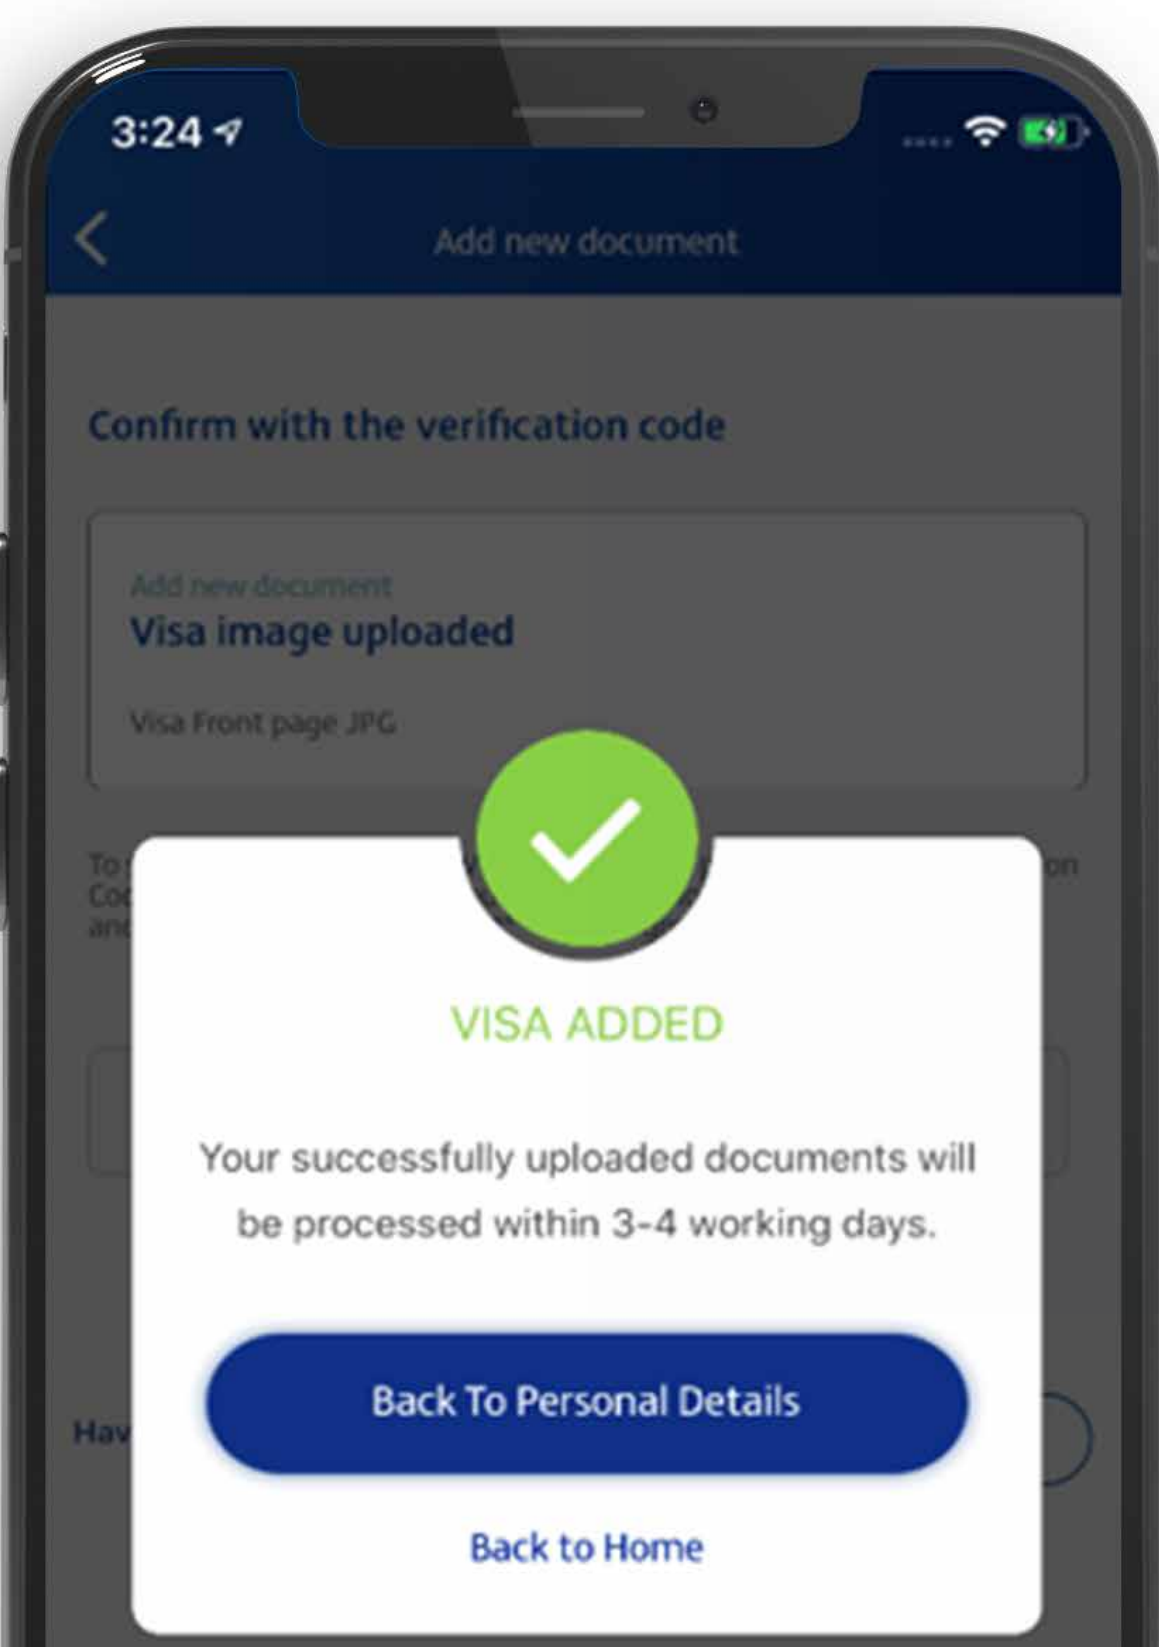 3:24
Add new document
Confirm with the verification code
Add new document
Visa image uploaded
Visa Front page JPG
To
on
VISA ADDED
Your successfully uploaded documents will
be processed within 3-4 working days.
Back To Personal Details
Back to Home